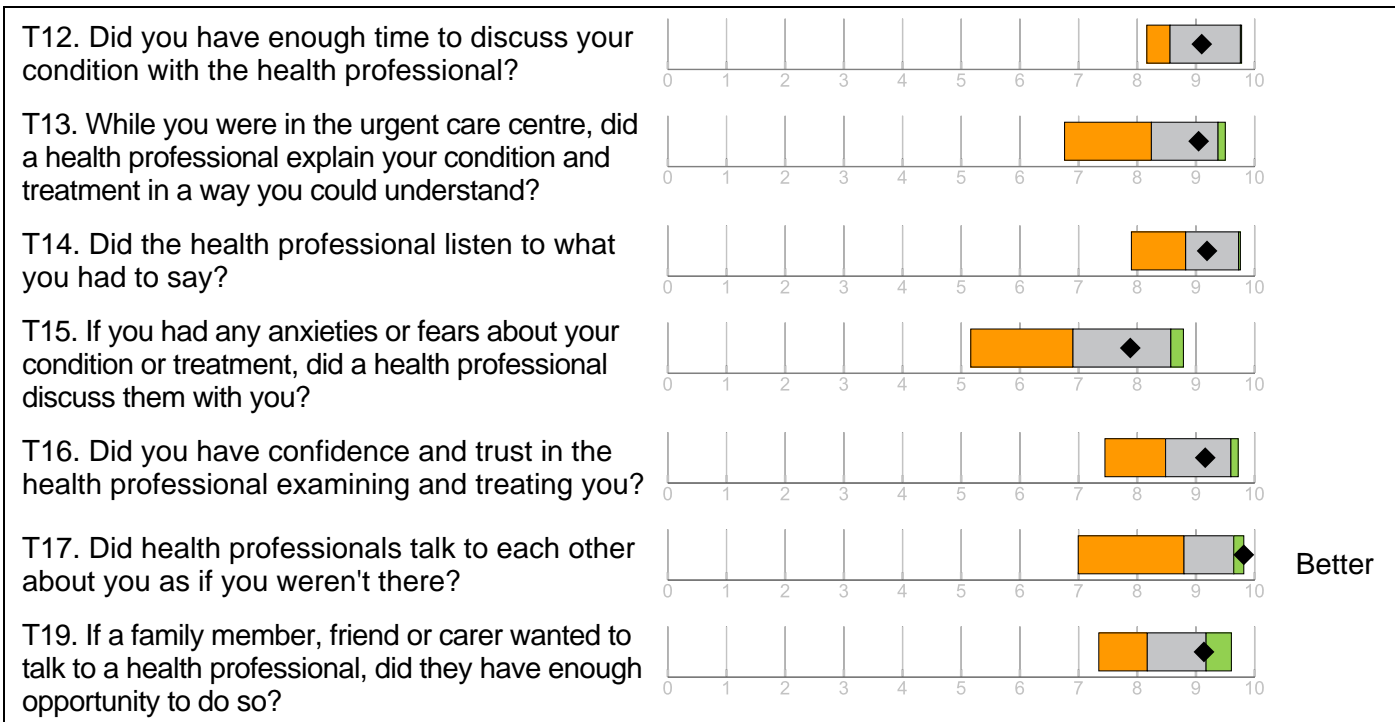 T12. Did you have enough time to discuss your
condition with the health professional?
0 1 2 3 4 5 6 7 8 9 10
T13. While you were in the urgent care centre, did
a health professional explain your condition and
treatment in a way you could understand?
0 1 2 3 4 5 6 7 8 9 10
T14. Did the health professional listen to what
you had to say?
0 1 2 3 4 5 6 7 8 9 10
T15. If you had any anxieties or fears about your
condition or treatment, did a health professional
discuss them with you?
0 1 2 3 4 5 6 7 8 9 10
T16. Did you have confidence and trust in the
health professional examining and treating you?
0 1 2 3 4 5 6 7 8 9 10
T17. Did health professionals talk to each other
about you as if you weren't there?
0 1 2 3 4 5 6 7 8 9 10
Better
T19. If a family member, friend or carer wanted to
talk to a health professional, did they have enough
opportunity to do so?
0 1 2 3 4 5 6 7 8 9 10